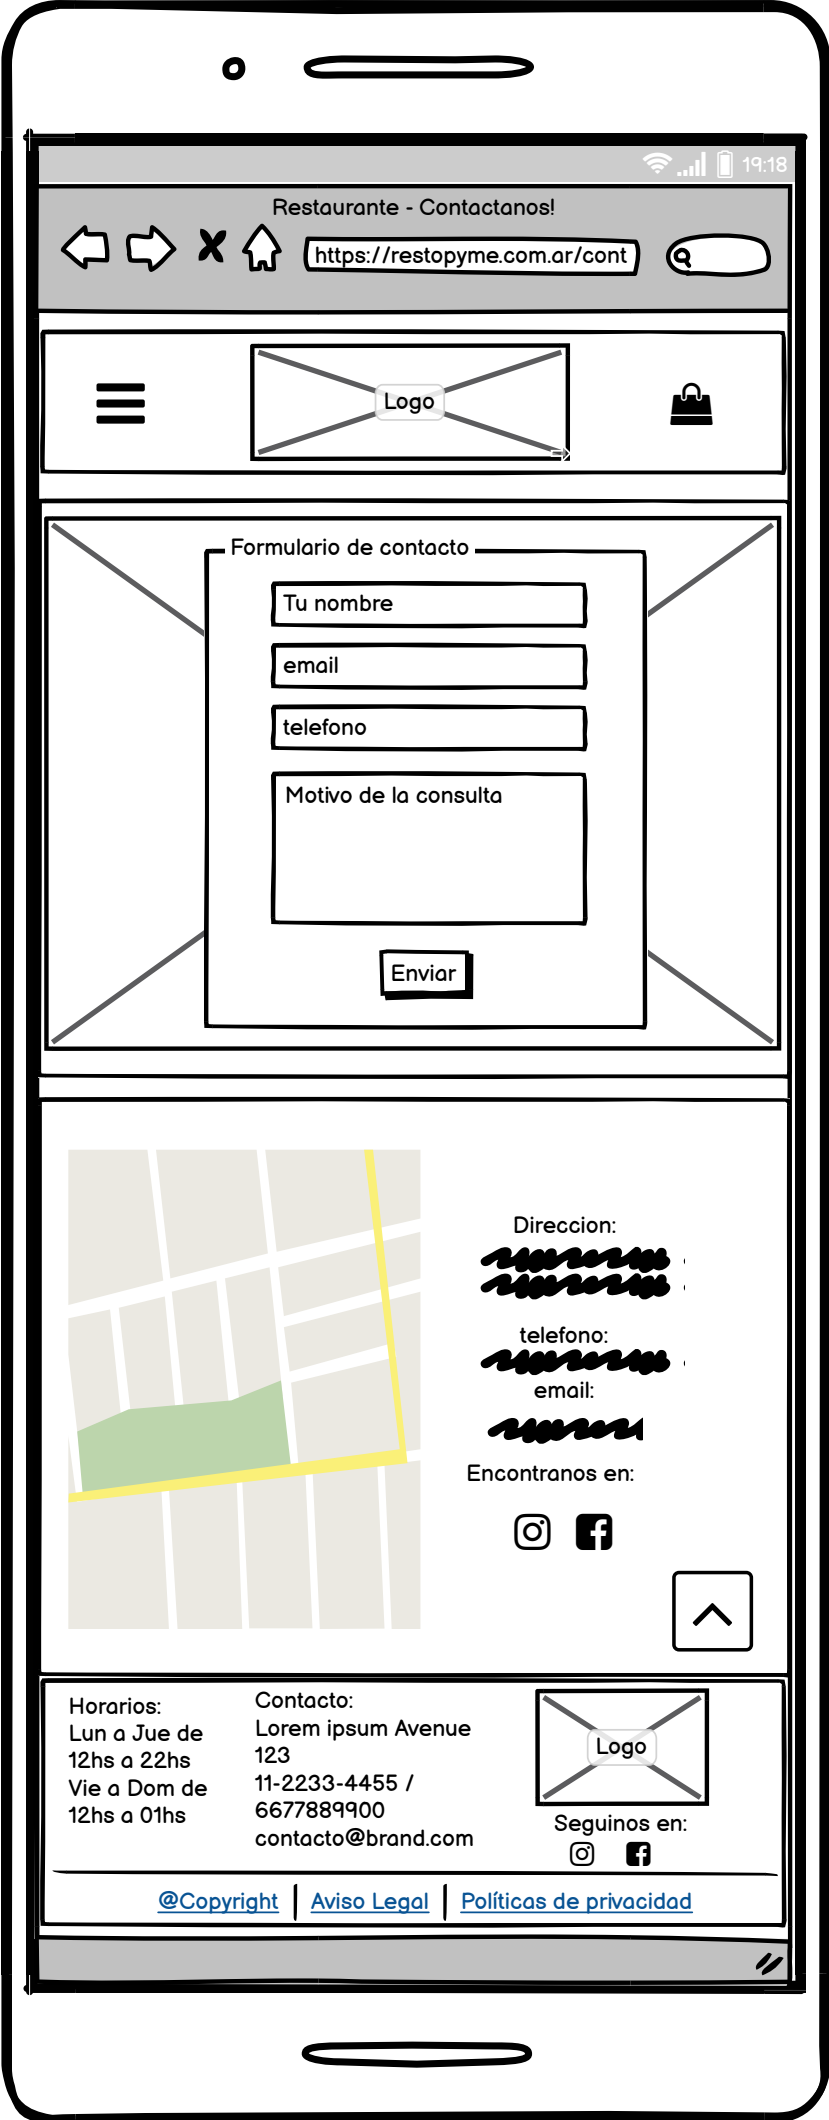 19:18
Restaurante - Contactanos!
https://restopyme.com.ar/cont
Logo
Formulario de contacto
Tu nombre
email
telefono
Motivo de la consulta
Enviar
Direccion:
telefono:
email:
Encontranos en:
Horarios:
Lun a Jue de
12hs a 22hs
Vie a Dom de
12hs a 01hs
Contacto:
Lorem ipsum Avenue
123
11-2233-4455 /
6677889900
contacto@brand.com
Logo
Seguinos en:
@Copyright | Aviso Legal | Políticas de privacidad